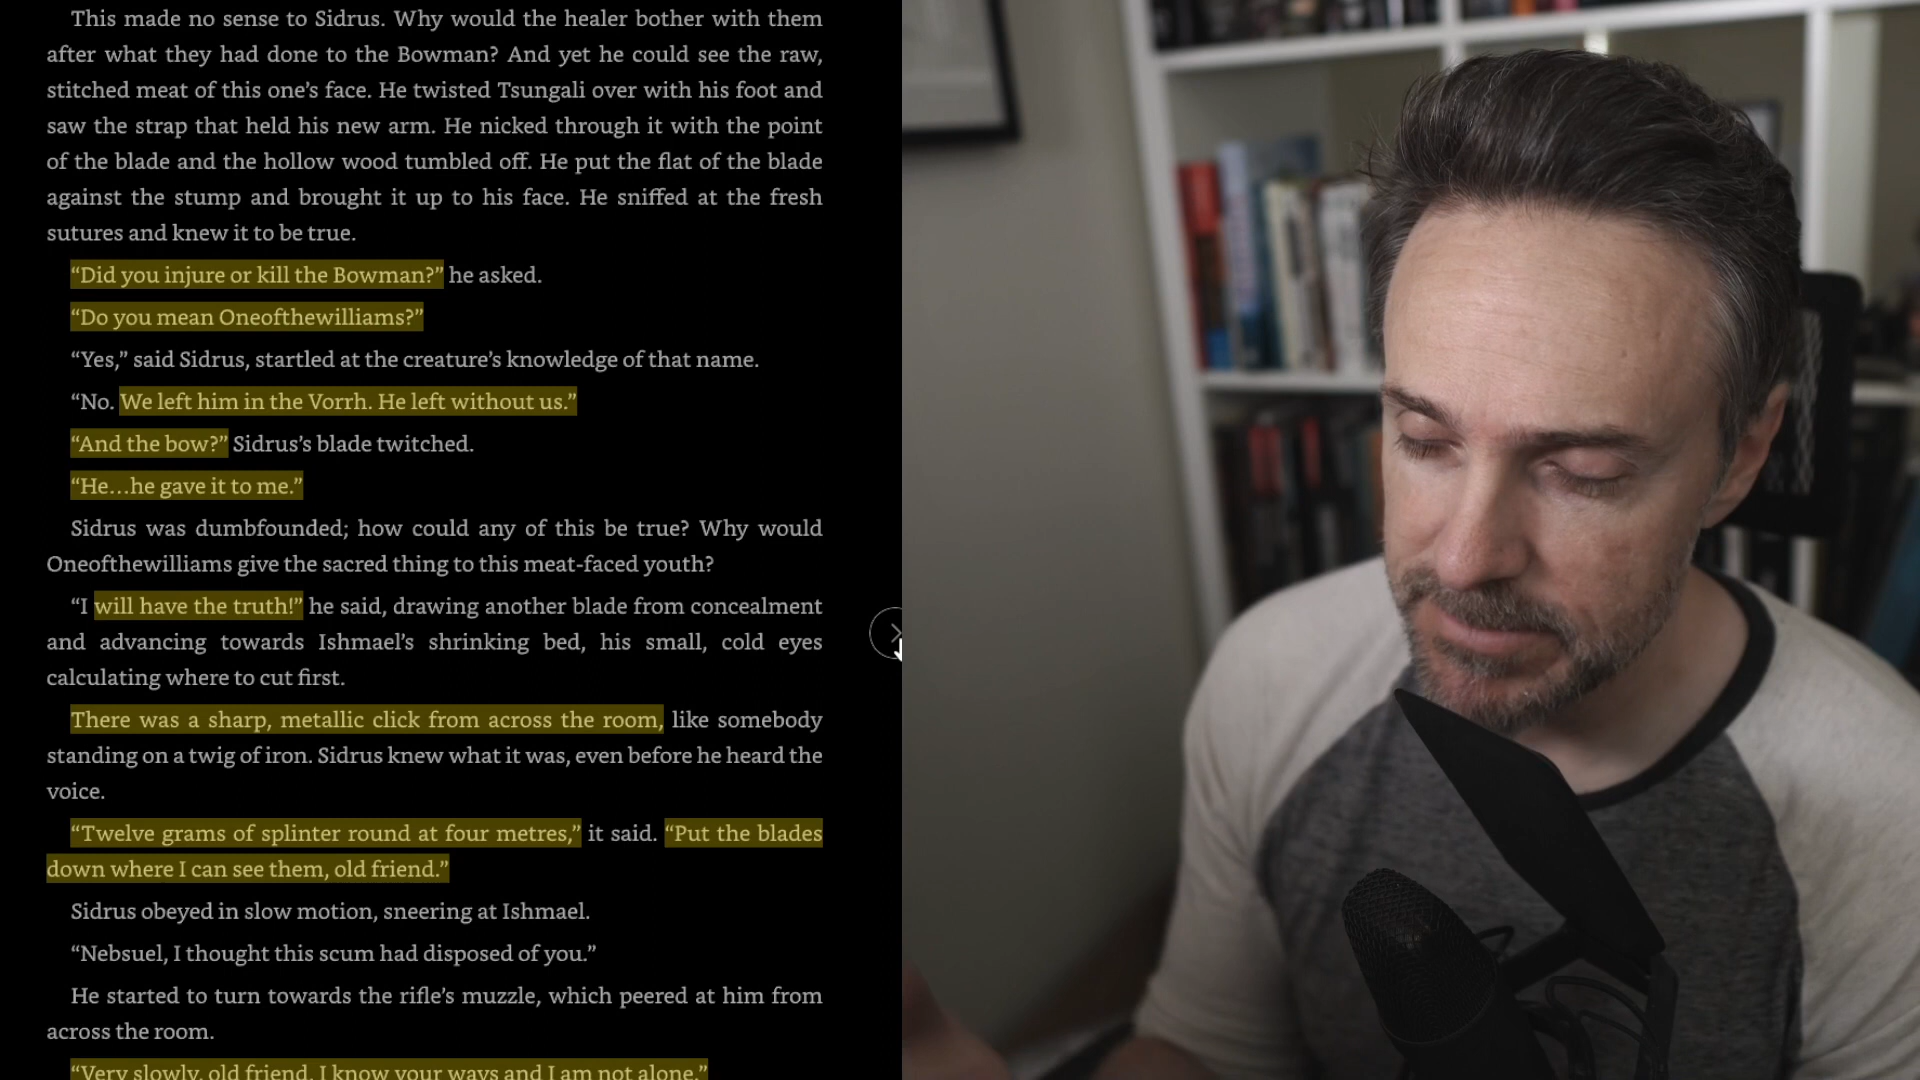 This made no sense to Sidrus. Why would the healer bother with them
after what they had done to the Bowman? And yet he could see the raw,
stitched meat of this one’s face. He twisted Tsungali over with his foot and
saw the strap that held his new arm. He nicked through it with the point
of the blade and the hollow wood tumbled off. He put the flat of the blade
against the stump and brought it up to his face. He sniffed at the fresh
sutures and knew it to be true.
“Did you injure or kill the Bowman?” he asked.
“Do you mean Oneofthewilliams?”
“Yes,” said Sidrus, startled at the creature’s knowledge of that name.
“No. We left him in the Vorrh. He left without us.”
“And the bow?” Sidrus’s blade twitched.
“He…he gave it to me.”
Sidrus was dumbfounded; how could any of this be true? Why would
Oneofthewilliams give the sacred thing to this meat-faced youth?
“I will have the truth!” he said, drawing another blade from concealment
and advancing towards Ishmael’s shrinking bed, his small, cold eyes
calculating where to cut first.
There was a sharp, metallic click from across the room, like somebody
standing on a twig of iron. Sidrus knew what it was, even before he heard the
voice.
“Twelve grams of splinter round at four metres,” it said. “Put the blades
down where I can see them, old friend.”
Sidrus obeyed in slow motion, sneering at Ishmael.
“Nebsuel, I thought this scum had disposed of you.”
He started to turn towards the rifle’s muzzle, which peered at him from
across the room.
“Very slowly, old friend, I know your ways and I am not alone.”